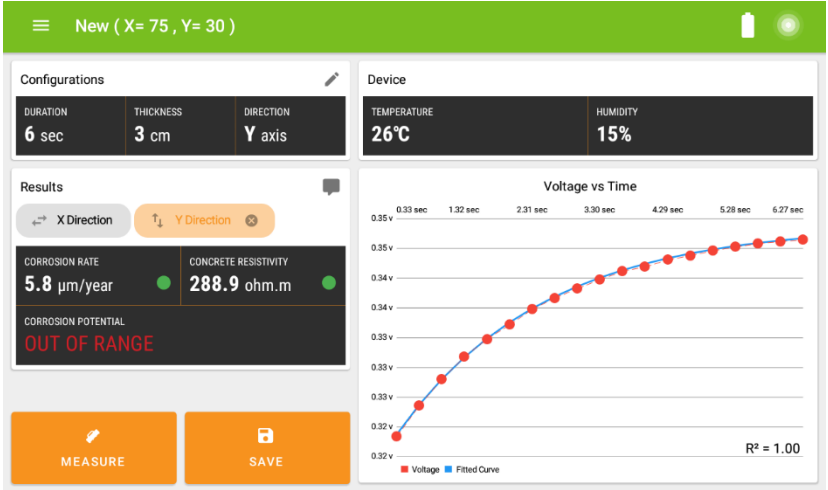 New ( X= 75 , Y= 30 )
Configurations
DURATION
6 sec
THICKNESS
3 cm
DIRECTION
Y axis
Device
TEMPERATURE
26℃
HUMIDITY
15%
Results
X Direction
Y Direction
CORROSION RATE
5.8 µm/year
CONCRETE RESISTIVITY
288.9 ohm.m
CORROSION POTENTIAL
OUT OF RANGE
MEASURE
SAVE
Voltage vs Time
0.33 sec 1.32 sec 2.31 sec 3.30 sec 4.29 sec 5.28 sec 6.27 sec
0.35 v
0.35 v
0.34 v
0.34 v
0.33 v
0.33 v
0.32 v
0.32 v
0.32 v
R² = 1.00
Voltage Fitted Curve